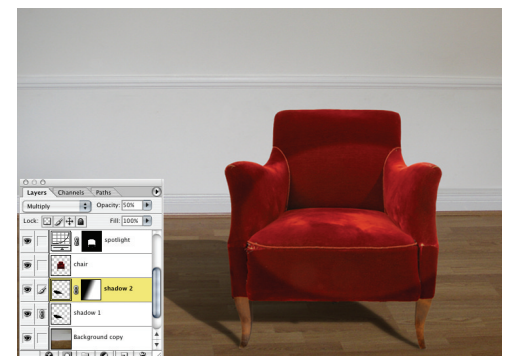 Layers Channels Paths
Multiply Opacity: 50%
Lock: Fill: 100%
spotlight
chair
shadow 2
shadow 1
Background copy